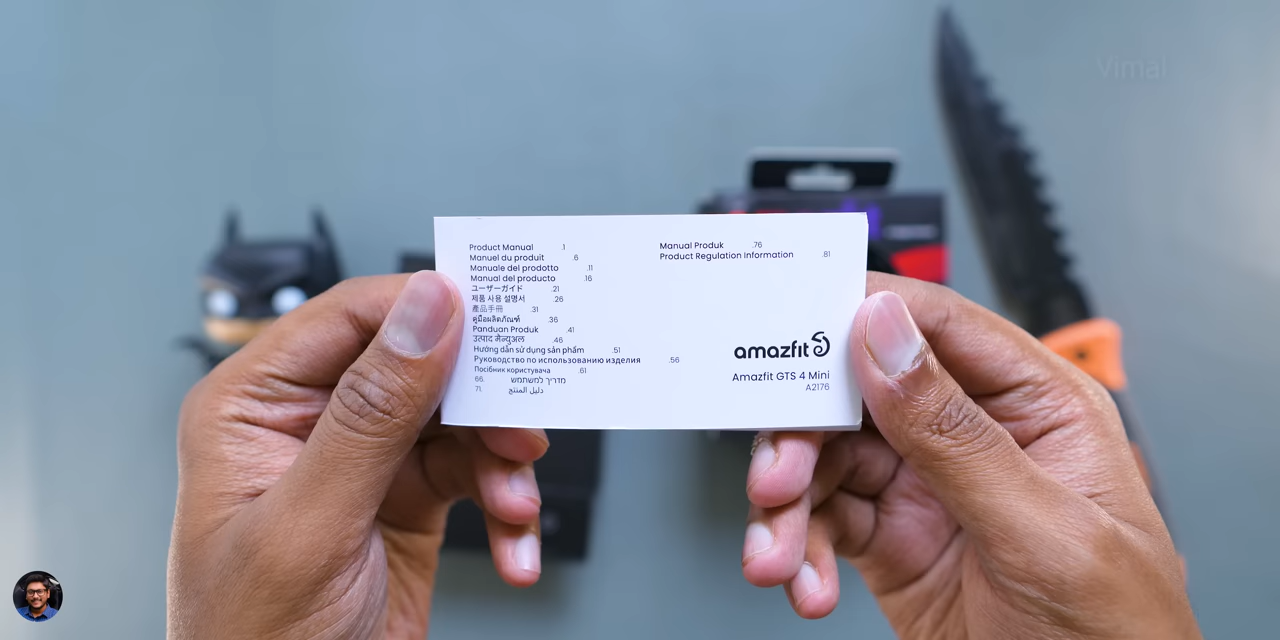 Vimal
Product Manual .1
Manuel du produit .6
Manuale del prodotto .11
Manual del producto .16
ユーザーガイド .21
제품 사용 설명서 .26
產品手冊 .31
คู่มือผลิตภัณฑ์ .36
Panduan Produk .41
उत्पाद मैन्युअल .46
Hướng dẫn sử dụng sản phẩm .51
Руководство по использованию изделия .56
Посібник користувача .61
66. מדריך למשתמש
71. دليل المنتج
Manual Produk .76
Product Regulation Information .81
amazfit
Amazfit GTS 4 Mini
A2176